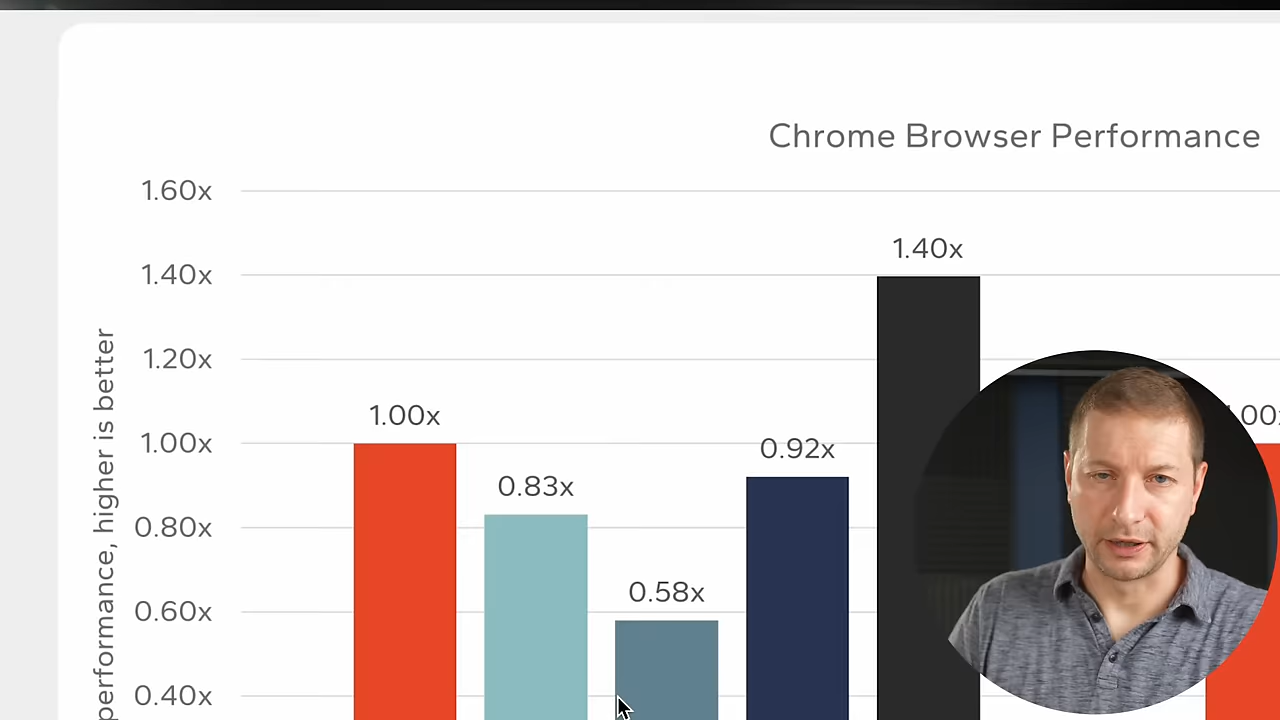 Chrome Browser Performance
1.60x
1.40x
1.40x
1.20x
1.00x
1.00x
0.92x
0.83x
0.80x
0.58x
0.60x
0.40x
performance, higher is better